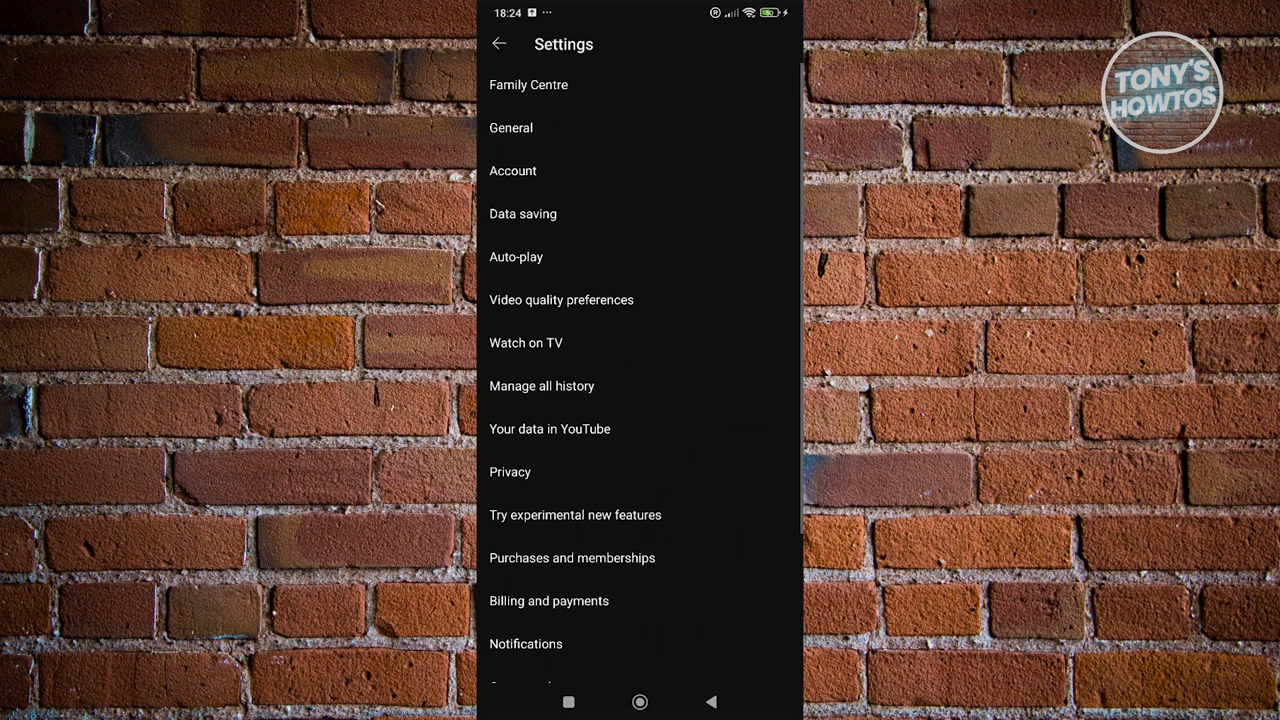 18:24
Settings
Family Centre
General
Account
Data saving
Auto-play
Video quality preferences
Watch on TV
Manage all history
Your data in YouTube
Privacy
Try experimental new features
Purchases and memberships
Billing and payments
Notifications
TONY'S
HOWTOS